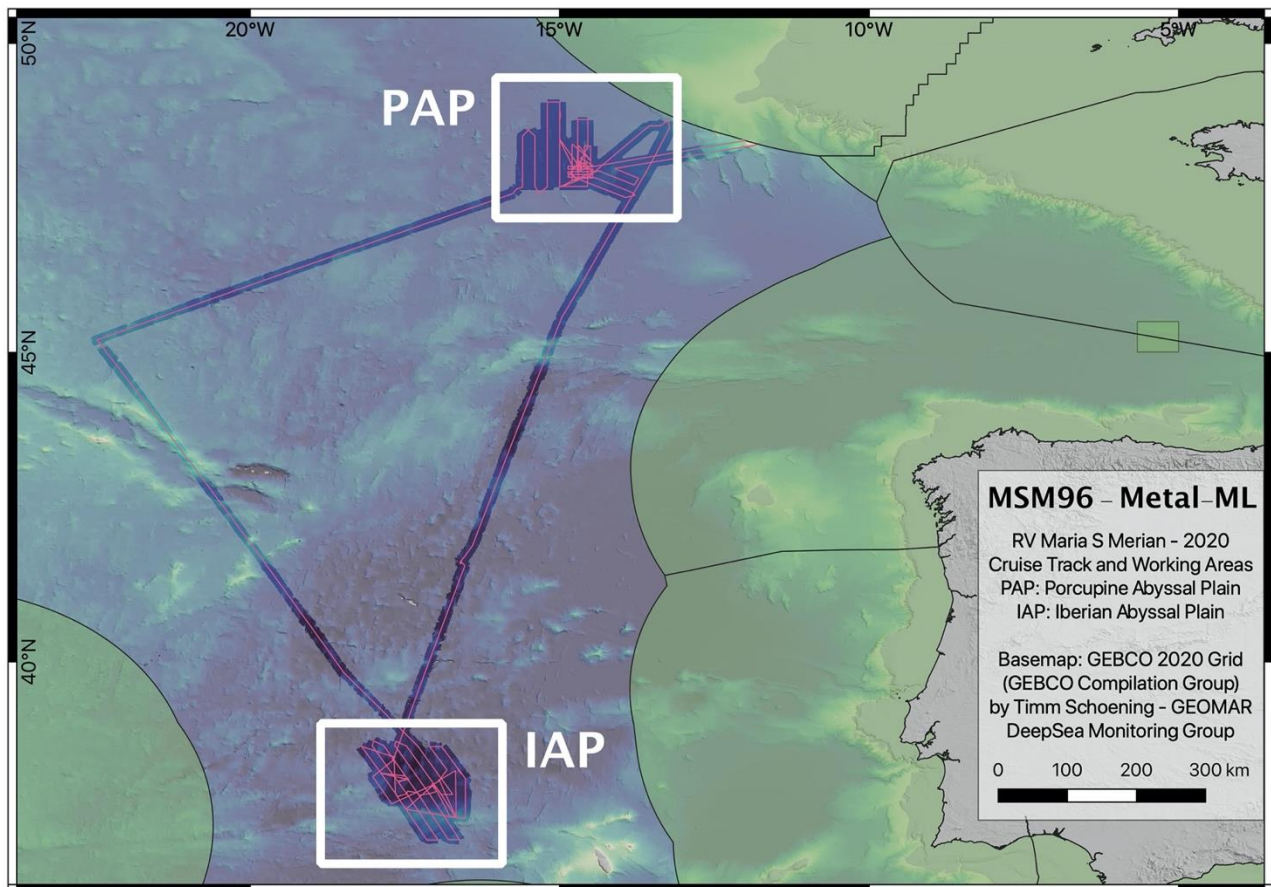 20°W 15°W 10°W 5°W
50°N
PAP
45°N
MSM96 – Metal-ML
RV Maria S Merian - 2020
Cruise Track and Working Areas
PAP: Porcupine Abyssal Plain
IAP: Iberian Abyssal Plain
40°N
Basemap: GEBCO 2020 Grid
(GEBCO Compilation Group)
by Timm Schoening - GEOMAR
DeepSea Monitoring Group
IAP
0 100 200 300 km